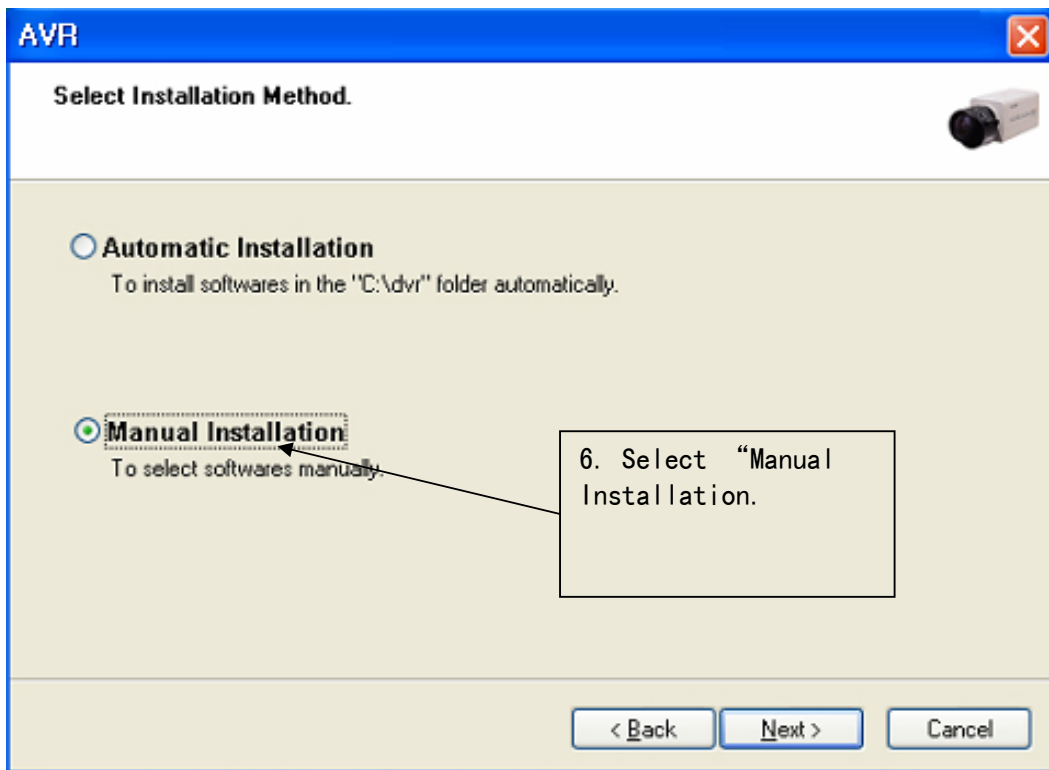 AVR
Select Installation Method.
Automatic Installation
To install softwares in the "C:\dvr" folder automatically.
Manual Installation
To select softwares manually.
6. Select “Manual
Installation.
< Back
Next >
Cancel